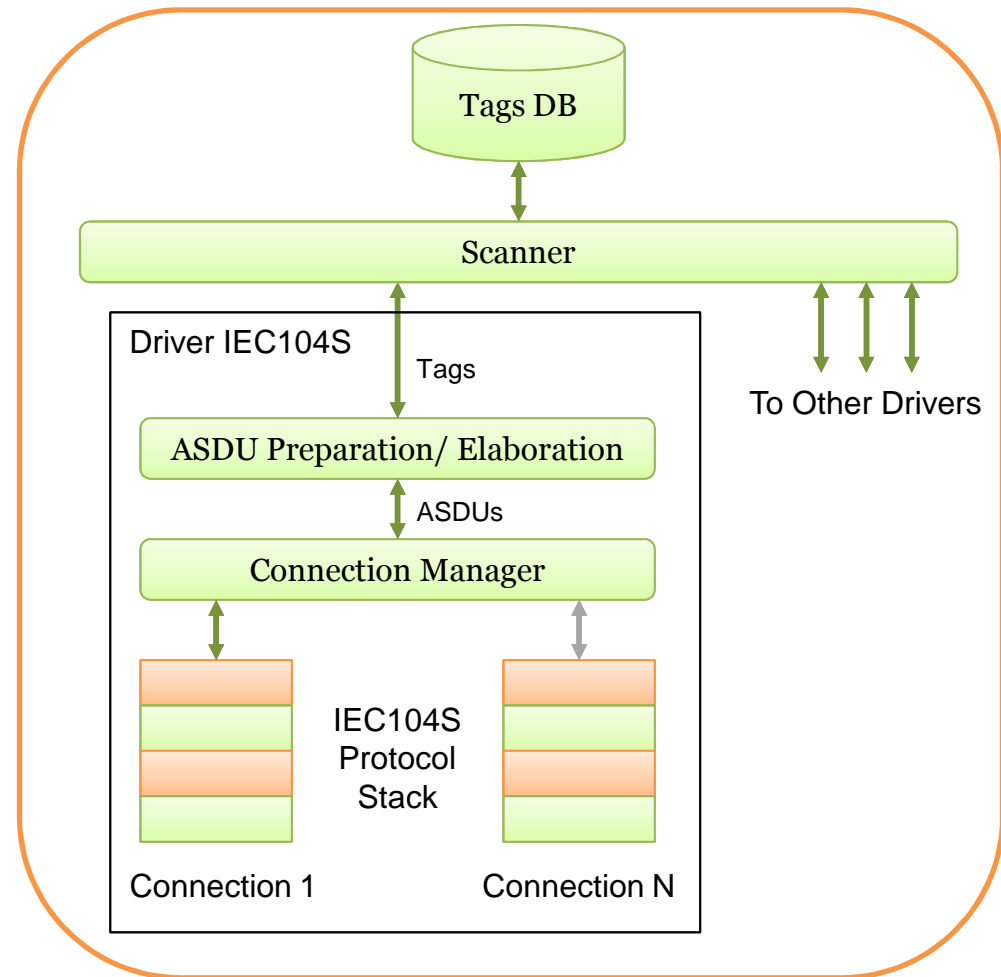 Tags DB
Scanner
Driver IEC104S
Tags
To Other Drivers
ASDU Preparation/ Elaboration
ASDUs
Connection Manager
IEC104S
Protocol
Stack
Connection 1
Connection N